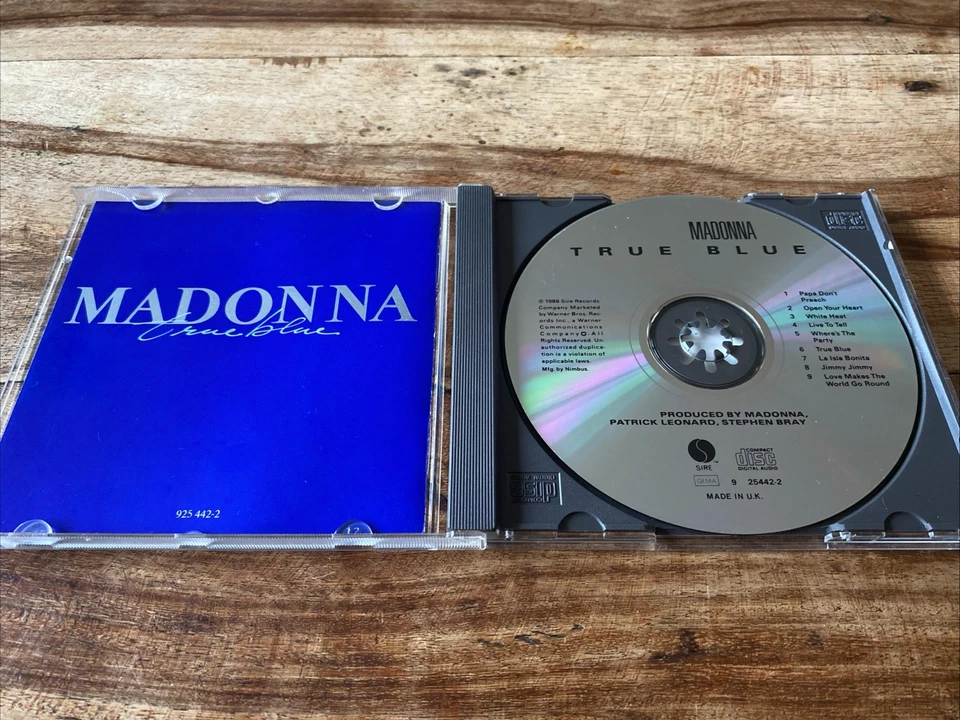 MADONNA
True blue
925 442-2
MADONNA
TRUE BLUE
℗ 1986 Sire Records
Company Marketed
by Warner Bros. Rec-
ords Inc., a Warner
Communications
Company All
Rights Reserved. Un-
authorized duplica-
tion is a violation of
applicable laws.
Mfg. by Nimbus.
1 Papa Don't
Preach
2 Open Your Heart
3 White Heat
4 Live To Tell
5 Where's The
Party
6 True Blue
7 La Isla Bonita
8 Jimmy Jimmy
9 Love Makes The
World Go Round
PRODUCED BY MADONNA,
PATRICK LEONARD, STEPHEN BRAY
SIRE
COMPACT
disc
DIGITAL AUDIO
9 25442-2
MADE IN U.K.
disc
COMPACT
disc